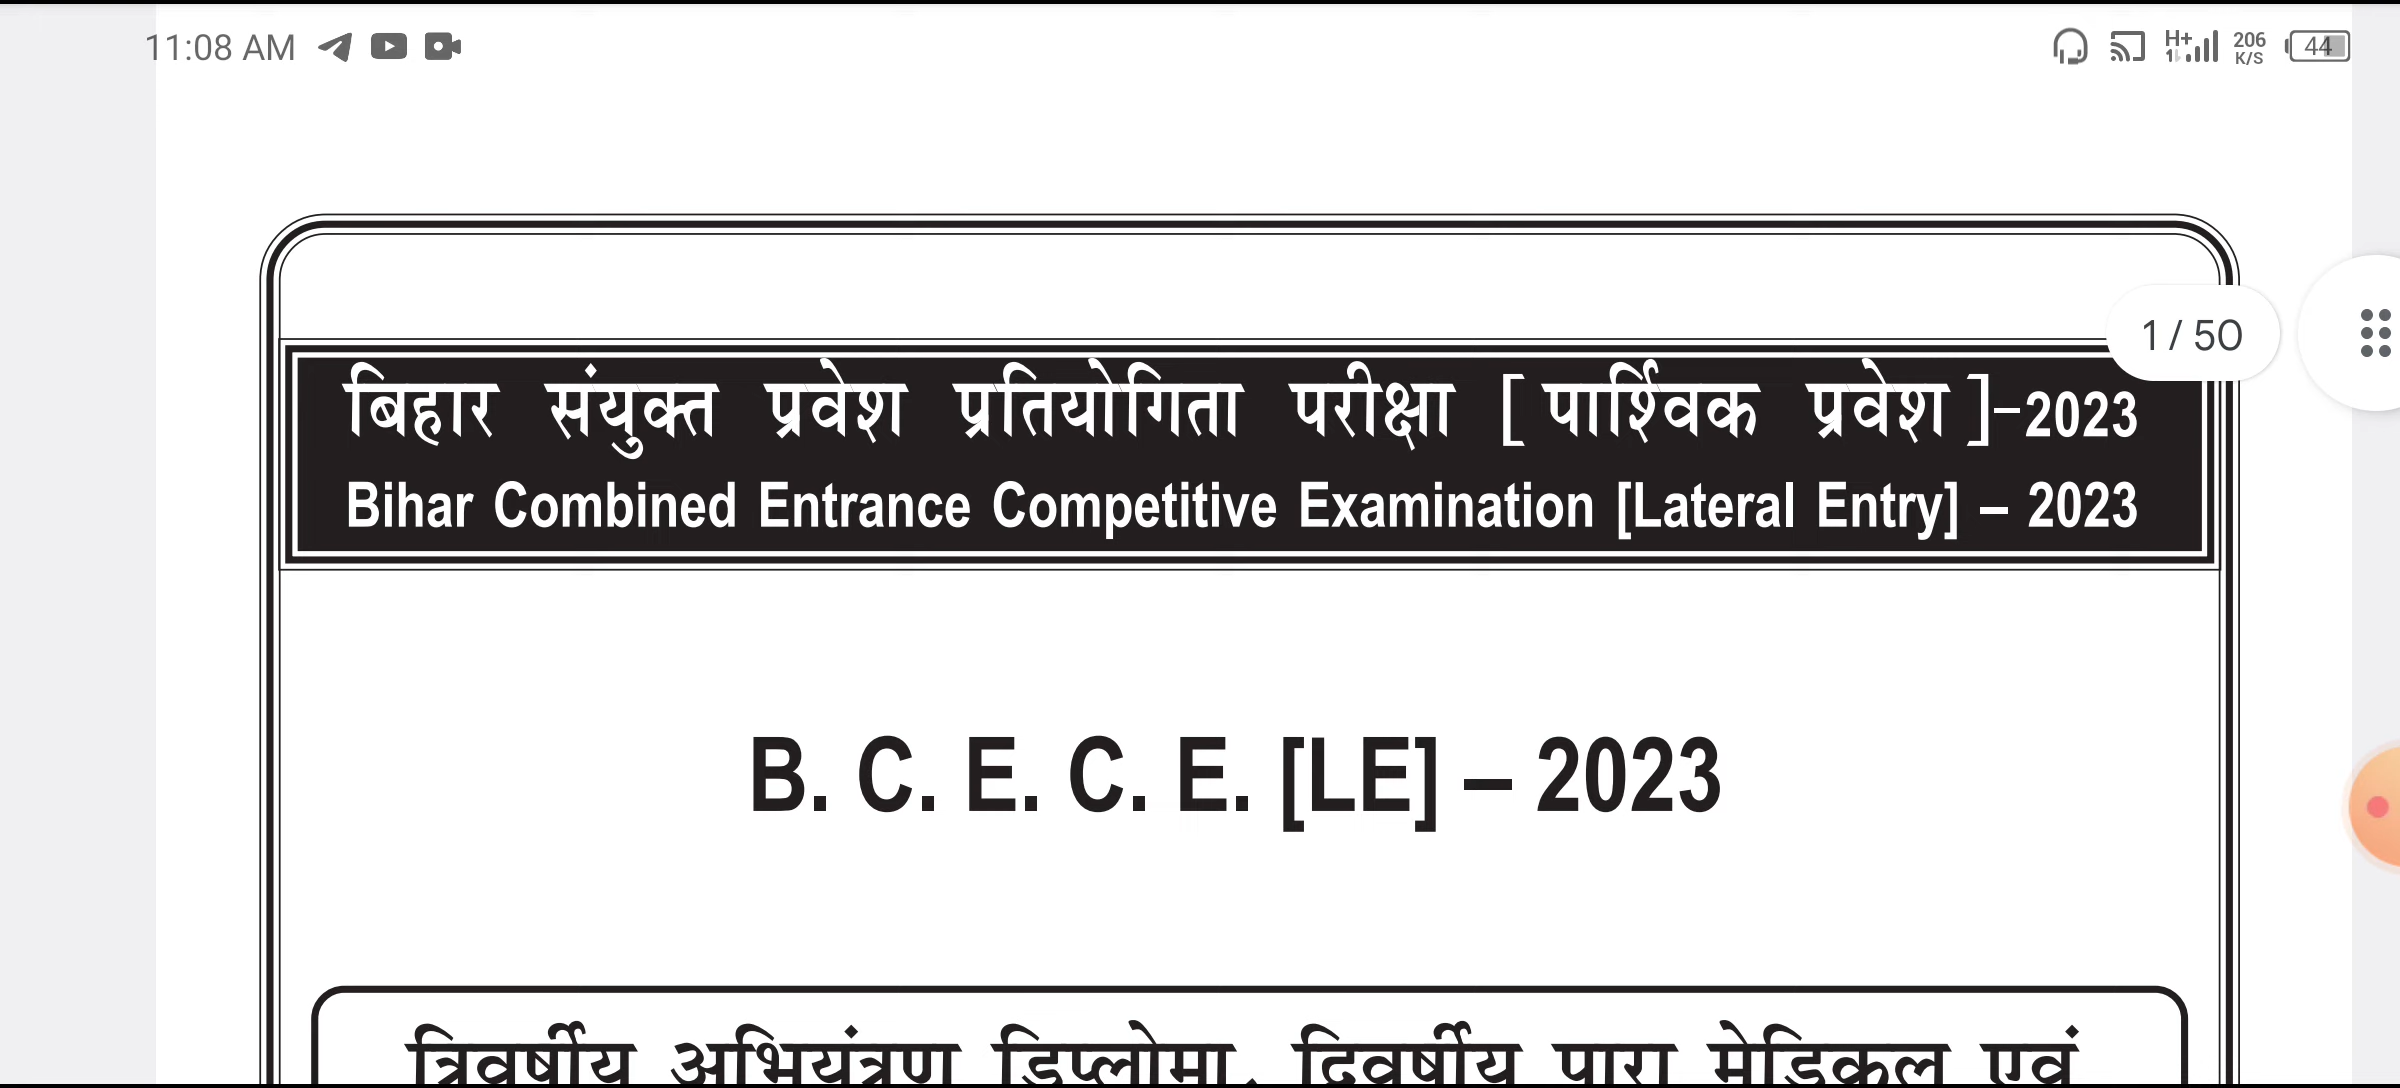 11:08 AM
H+ 206 K/S 44
1 / 50
बिहार संयुक्त प्रवेश प्रतियोगिता परीक्षा [ पार्श्विक प्रवेश ]–2023
Bihar Combined Entrance Competitive Examination [Lateral Entry] – 2023
B. C. E. C. E. [LE] – 2023
त्रिवर्षीय अभियंत्रण डिप्लोमा, द्विवर्षीय पारा मेडिकल एवं